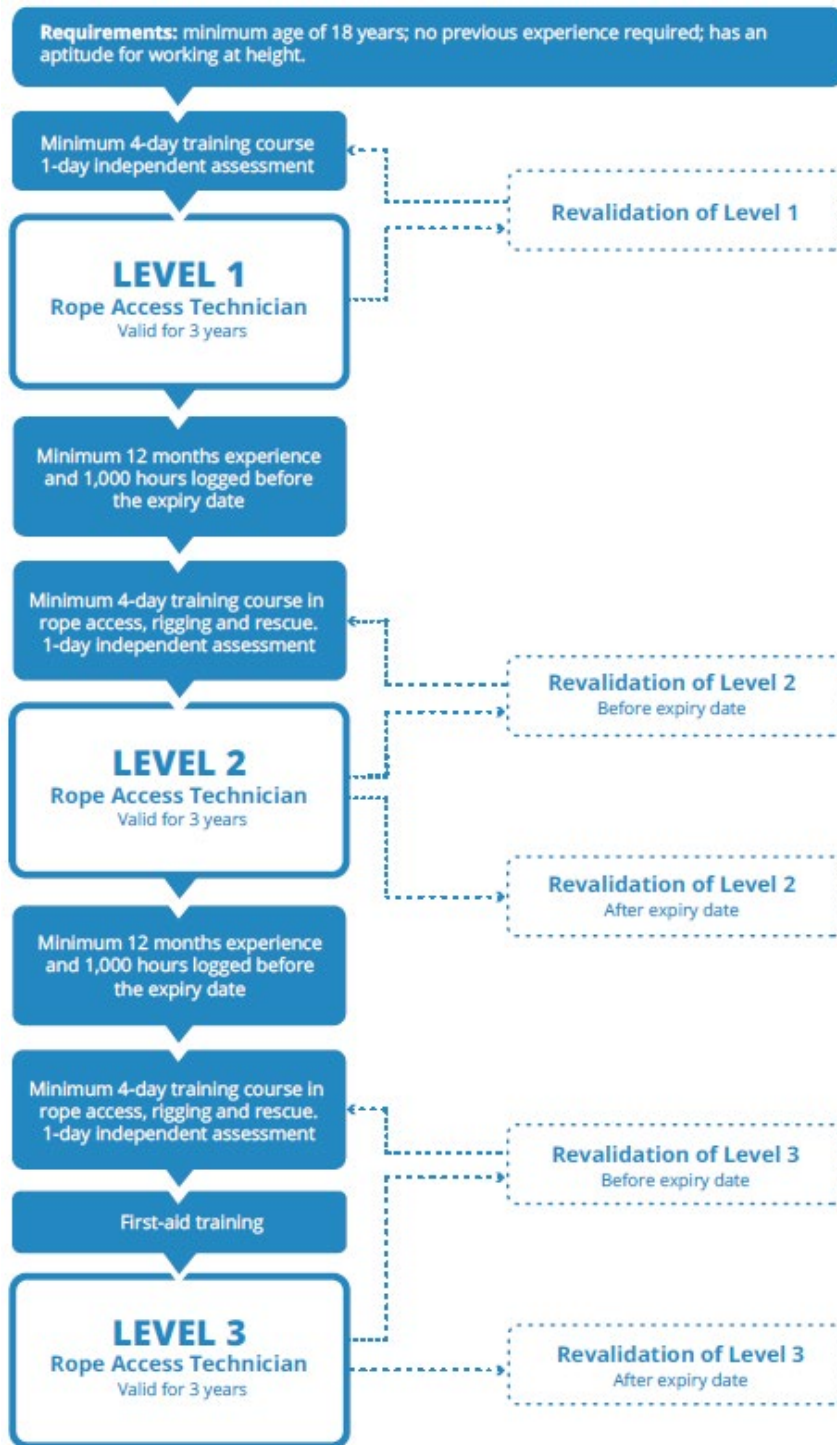 Requirements: minimum age of 18 years; no previous experience required; has an
aptitude for working at height.
Minimum 4-day training course
1-day independent assessment
Revalidation of Level 1
LEVEL 1
Rope Access Technician
Valid for 3 years
Minimum 12 months experience
and 1,000 hours logged before
the expiry date
Minimum 4-day training course in
rope access, rigging and rescue.
1-day independent assessment
Revalidation of Level 2
Before expiry date
LEVEL 2
Rope Access Technician
Valid for 3 years
Revalidation of Level 2
After expiry date
Minimum 12 months experience
and 1,000 hours logged before
the expiry date
Minimum 4-day training course in
rope access, rigging and rescue.
1-day independent assessment
Revalidation of Level 3
Before expiry date
First-aid training
LEVEL 3
Rope Access Technician
Valid for 3 years
Revalidation of Level 3
After expiry date